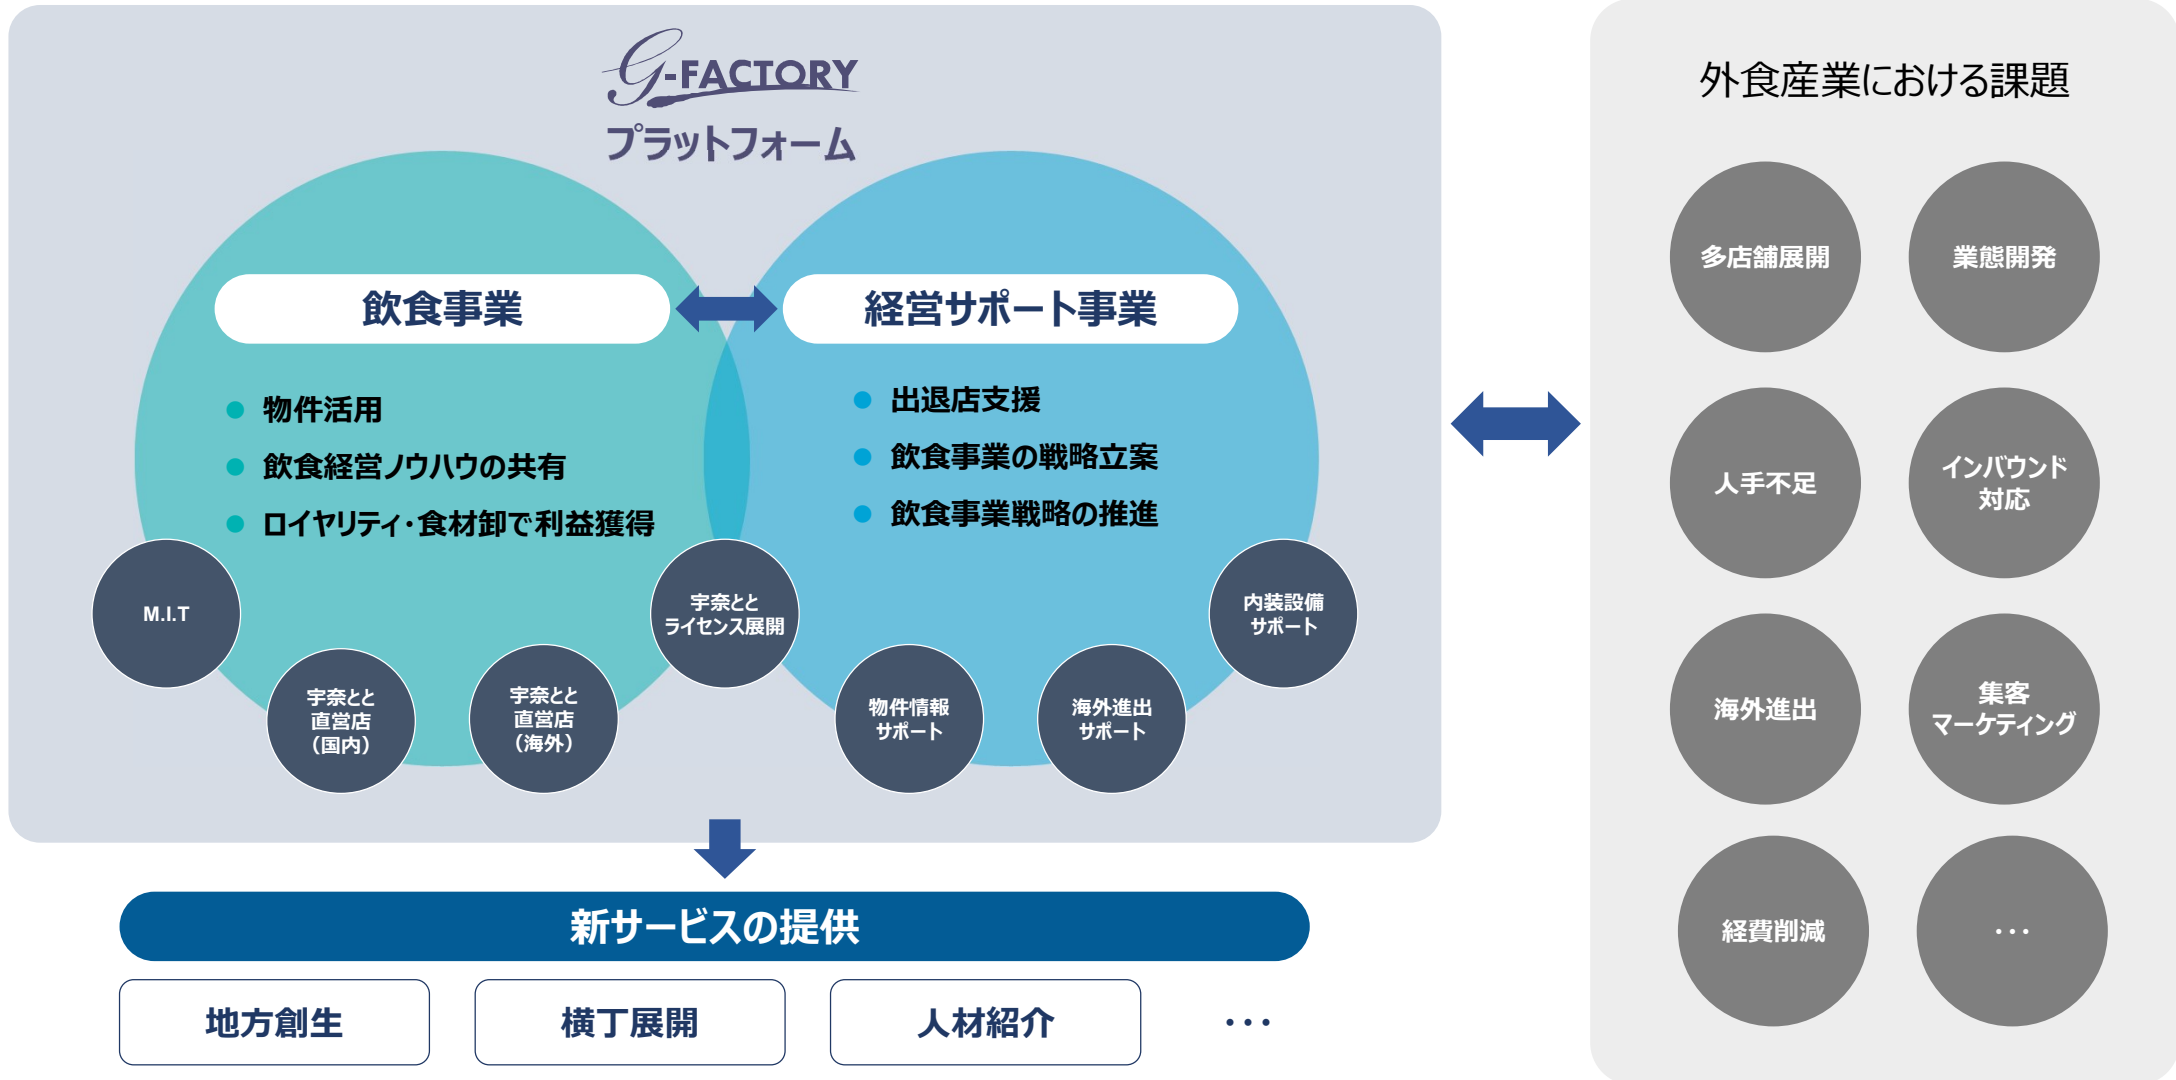 G-FACTORY
プラットフォーム
飲食事業
経営サポート事業
物件活用
飲食経営ノウハウの共有
ロイヤリティ・食材卸で利益獲得
出退店支援
飲食事業の戦略立案
飲食事業戦略の推進
M.I.T
宇奈とと
直営店
（国内）
宇奈とと
直営店
（海外）
宇奈とと
ライセンス展開
物件情報
サポート
海外進出
サポート
内装設備
サポート
新サービスの提供
地方創生
横丁展開
人材紹介
・・・
外食産業における課題
多店舗展開
業態開発
人手不足
インバウンド
対応
海外進出
集客
マーケティング
経費削減
・・・